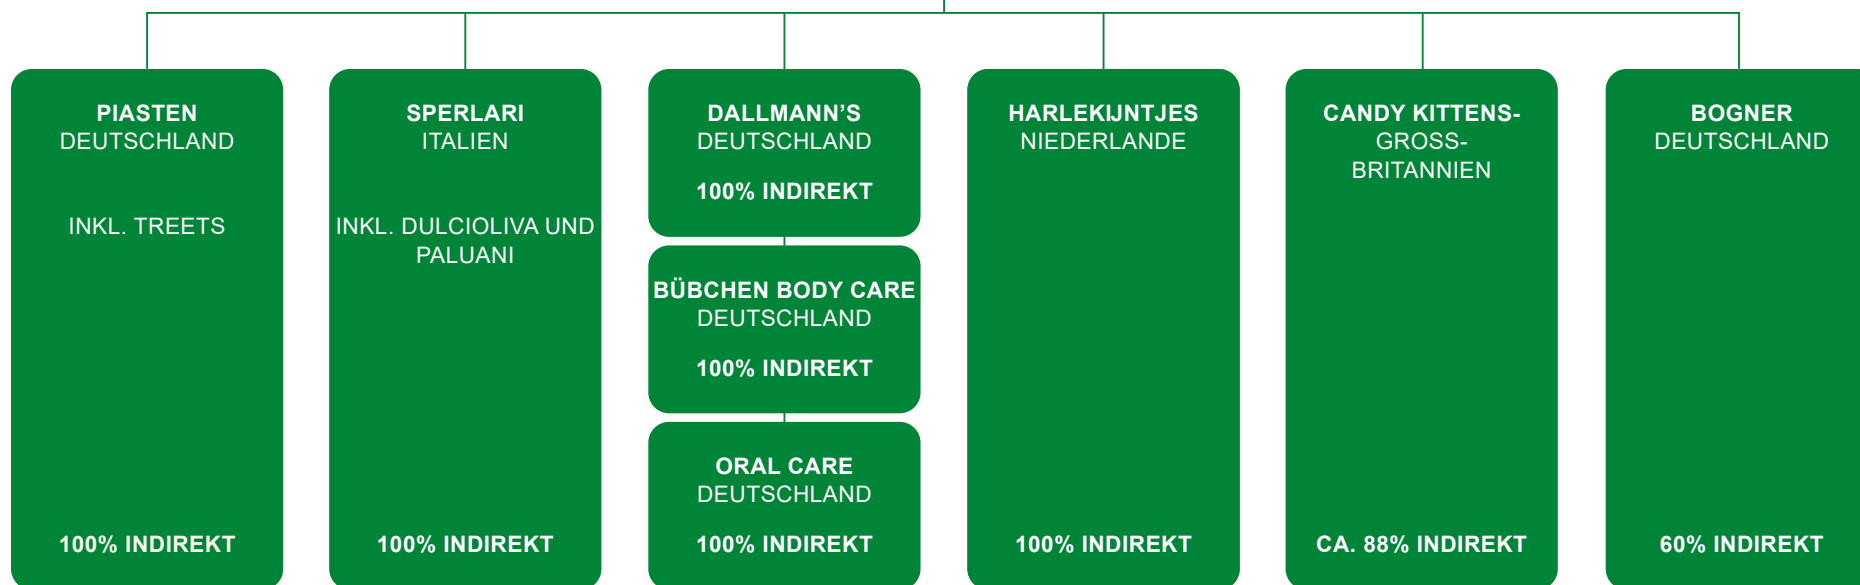 PIASTEN
DEUTSCHLAND
INKL. TREETS
100% INDIREKT
SPERLARI
ITALIEN
INKL. DULCIOLIVA UND
PALUANI
100% INDIREKT
DALLMANN’S
DEUTSCHLAND
100% INDIREKT
BÜBCHEN BODY CARE
DEUTSCHLAND
100% INDIREKT
ORAL CARE
DEUTSCHLAND
100% INDIREKT
HARLEKIJNTJES
NIEDERLANDE
100% INDIREKT
CANDY KITTENS-
GROSS-
BRITANNIEN
CA. 88% INDIREKT
BOGNER
DEUTSCHLAND
60% INDIREKT